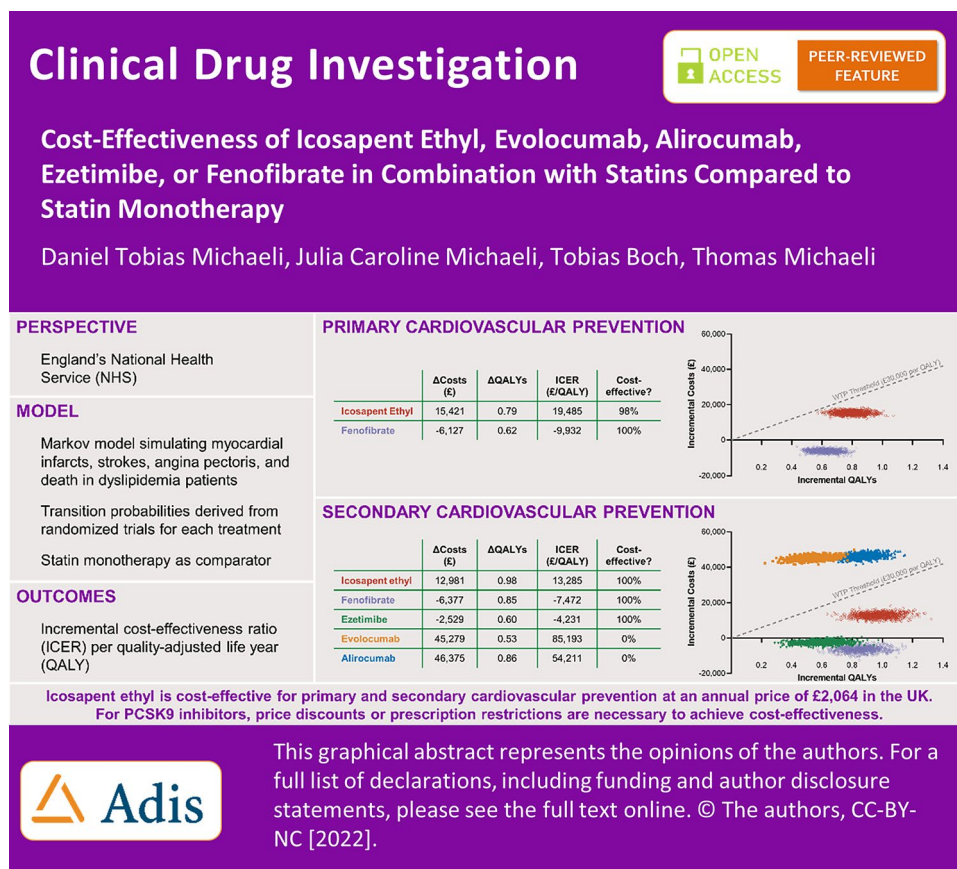 Clinical Drug Investigation
OPEN
ACCESS
PEER-REVIEWED
FEATURE
Cost-Effectiveness of Icosapent Ethyl, Evolocumab, Alirocumab,
Ezetimibe, or Fenofibrate in Combination with Statins Compared to
Statin Monotherapy
Daniel Tobias Michaeli, Julia Caroline Michaeli, Tobias Boch, Thomas Michaeli
PERSPECTIVE
England's National Health
Service (NHS)
MODEL
Markov model simulating myocardial
infarcts, strokes, angina pectoris, and
death in dyslipidemia patients
Transition probabilities derived from
randomized trials for each treatment
Statin monotherapy as comparator
OUTCOMES
Incremental cost-effectiveness ratio
(ICER) per quality-adjusted life year
(QALY)
PRIMARY CARDIOVASCULAR PREVENTION
ΔCosts (£) ΔQALYs ICER (£/QALY) Cost-effective?
Icosapent Ethyl 15,421 0.79 19,485 98%
Fenofibrate -6,127 0.62 -9,932 100%
Incremental Costs (£)
60,000
40,000
20,000
0
-20,000
WTP Threshold (£30,000 per QALY)
0.2 0.4 0.6 0.8 1.0 1.2 1.4
Incremental QALYs
SECONDARY CARDIOVASCULAR PREVENTION
ΔCosts (£) ΔQALYs ICER (£/QALY) Cost-effective?
Icosapent ethyl 12,981 0.98 13,285 100%
Fenofibrate -6,377 0.85 -7,472 100%
Ezetimibe -2,529 0.60 -4,231 100%
Evolocumab 45,279 0.53 85,193 0%
Alirocumab 46,375 0.86 54,211 0%
Incremental Costs (£)
60,000
40,000
20,000
0
-20,000
WTP Threshold (£30,000 per QALY)
0.2 0.4 0.6 0.8 1.0 1.2 1.4
Incremental QALYs
Icosapent ethyl is cost-effective for primary and secondary cardiovascular prevention at an annual price of £2,064 in the UK.
For PCSK9 inhibitors, price discounts or prescription restrictions are necessary to achieve cost-effectiveness.
Adis
This graphical abstract represents the opinions of the authors. For a
full list of declarations, including funding and author disclosure
statements, please see the full text online. © The authors, CC-BY-
NC [2022].